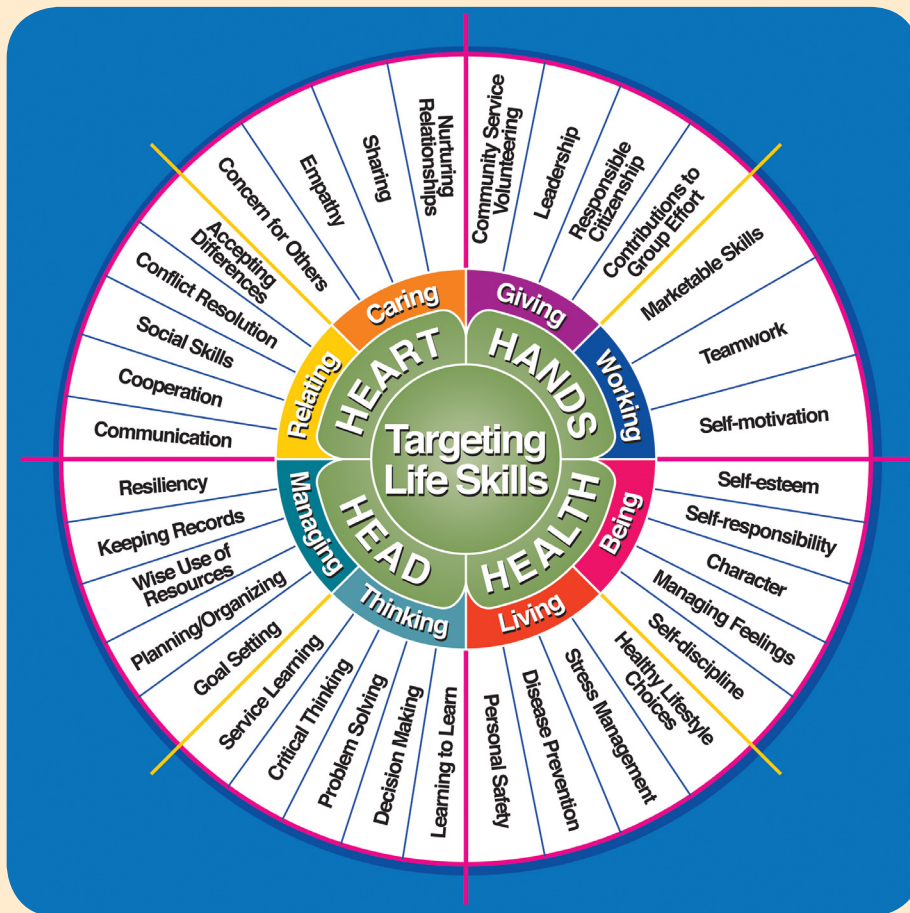 Targeting
Life Skills
HEART
HANDS
HEALTH
HEAD
Caring
Giving
Working
Being
Living
Thinking
Managing
Relating
Community Service
Volunteering
Leadership
Responsible
Citizenship
Contributions to
Group Effort
Marketable Skills
Teamwork
Self-motivation
Self-esteem
Self-responsibility
Character
Managing Feelings
Self-discipline
Healthy Lifestyle
Choices
Stress Management
Disease Prevention
Personal Safety
Learning to Learn
Decision Making
Problem Solving
Critical Thinking
Service Learning
Goal Setting
Planning/Organizing
Wise Use of
Resources
Keeping Records
Resiliency
Communication
Cooperation
Social Skills
Conflict Resolution
Accepting
Differences
Concern for Others
Empathy
Sharing
Nurturing
Relationships